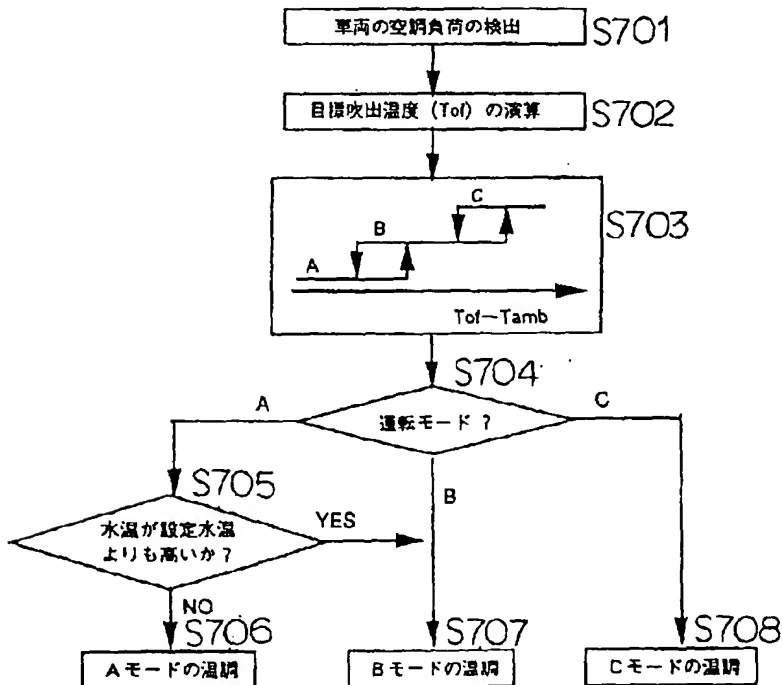 車両の空調負荷の検出
S701
目標吹出温度 (Tof) の演算
S702
C
B
A
S703
Tof－Tamb
S704
A
運転モード ?
C
S705
B
水温が設定水温
よりも高いか?
YES
NO
S706
S707
S708
Aモードの温調
Bモードの温調
Cモードの温調